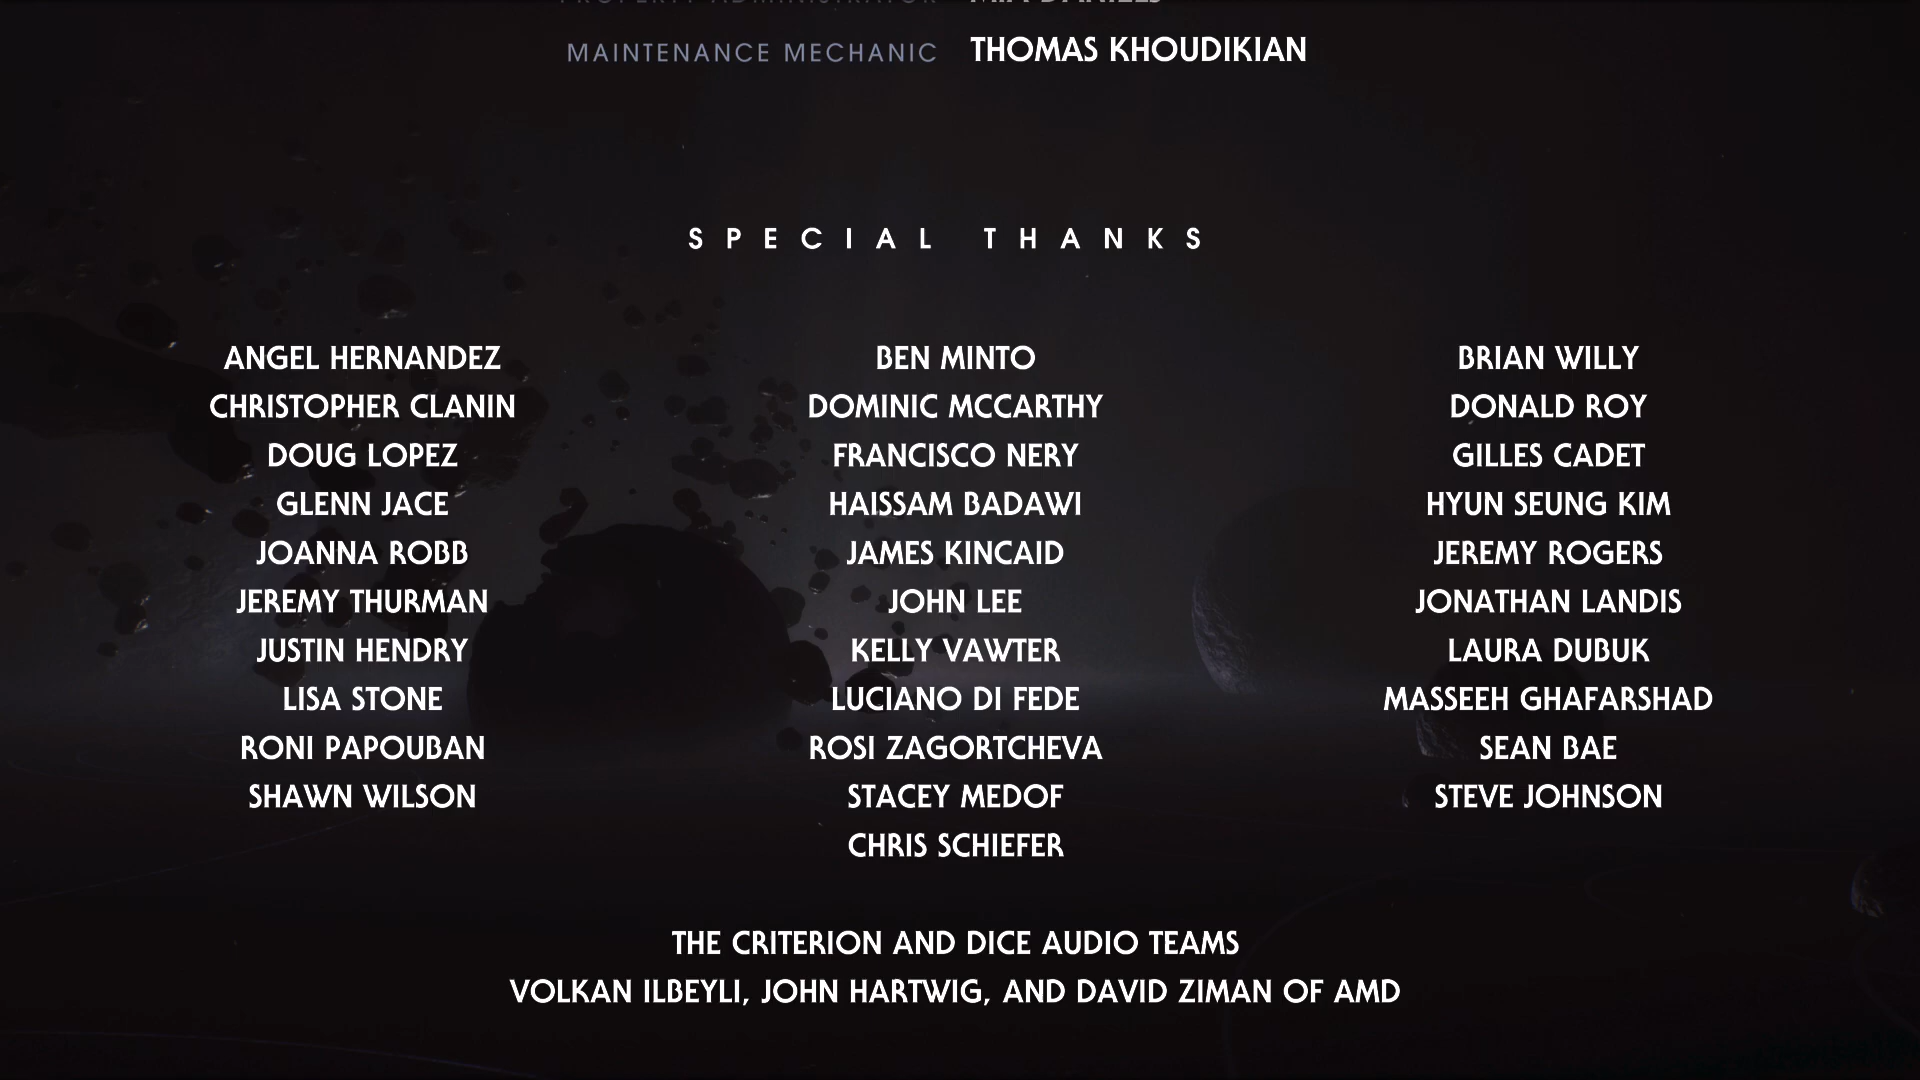 PROPERTY ADMINISTRATOR MIA DANIELS
MAINTENANCE MECHANIC THOMAS KHOUDIKIAN
SPECIAL THANKS
ANGEL HERNANDEZ BEN MINTO BRIAN WILLY
CHRISTOPHER CLANIN DOMINIC MCCARTHY DONALD ROY
DOUG LOPEZ FRANCISCO NERY GILLES CADET
GLENN JACE HAISSAM BADAWI HYUN SEUNG KIM
JOANNA ROBB JAMES KINCAID JEREMY ROGERS
JEREMY THURMAN JOHN LEE JONATHAN LANDIS
JUSTIN HENDRY KELLY VAWTER LAURA DUBUK
LISA STONE LUCIANO DI FEDE MASSEEH GHAFARSHAD
RONI PAPOUBAN ROSI ZAGORTCHEVA SEAN BAE
SHAWN WILSON STACEY MEDOF STEVE JOHNSON
CHRIS SCHIEFER
THE CRITERION AND DICE AUDIO TEAMS
VOLKAN ILBEYLI, JOHN HARTWIG, AND DAVID ZIMAN OF AMD